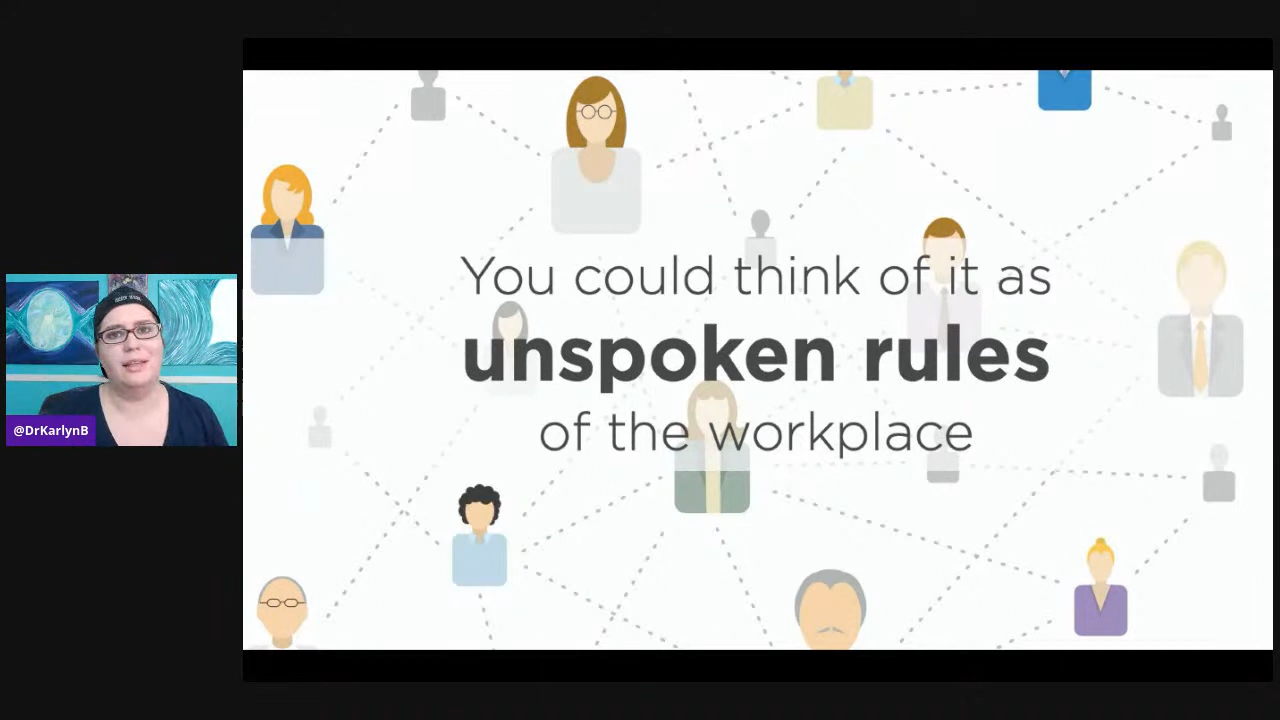 You could think of it as
unspoken rules
of the workplace
@DrKarlynB